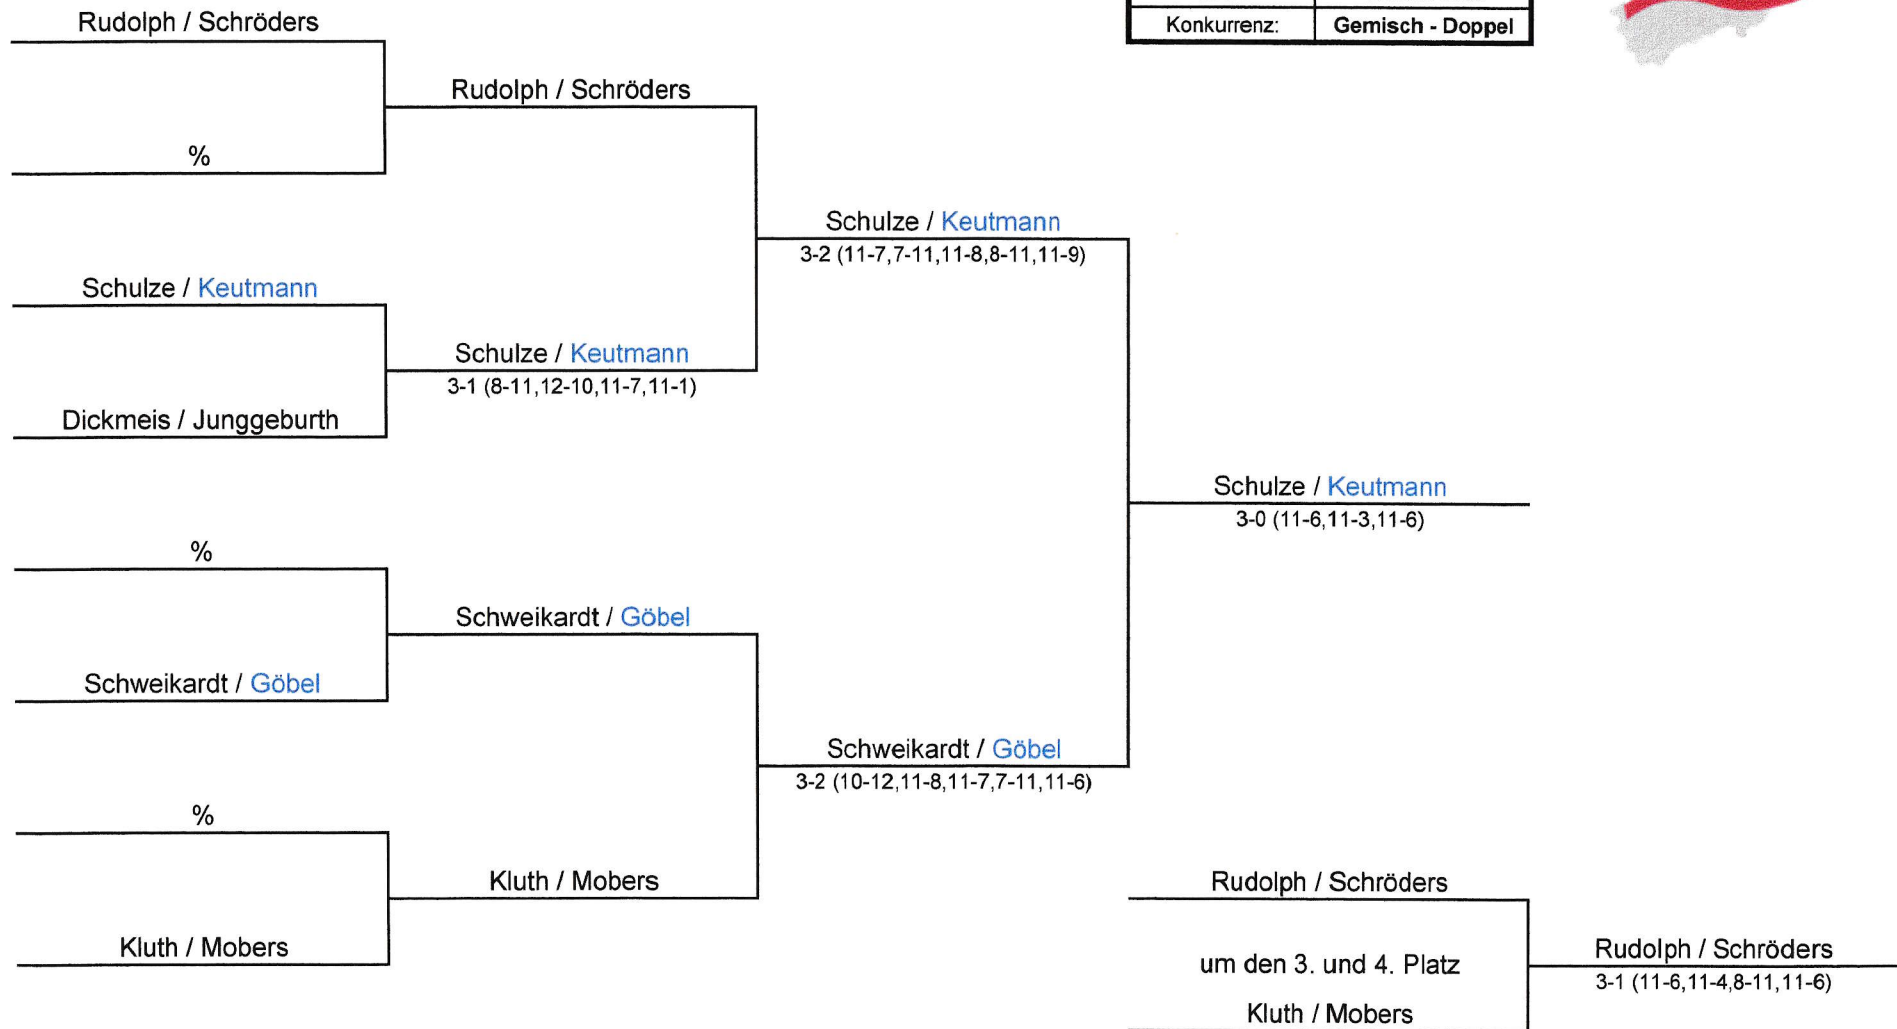 Rudolph / Schröders
Konkurrenz: Gemisch - Doppel
Rudolph / Schröders
%
Schulze / Keutmann
3-2 (11-7,7-11,11-8,8-11,11-9)
Schulze / Keutmann
Schulze / Keutmann
3-1 (8-11,12-10,11-7,11-1)
Dickmeis / Junggeburth
Schulze / Keutmann
3-0 (11-6,11-3,11-6)
%
Schweikardt / Göbel
Schweikardt / Göbel
Schweikardt / Göbel
3-2 (10-12,11-8,11-7,7-11,11-6)
%
Kluth / Mobers
Rudolph / Schröders
Kluth / Mobers
Rudolph / Schröders
um den 3. und 4. Platz
3-1 (11-6,11-4,8-11,11-6)
Kluth / Mobers